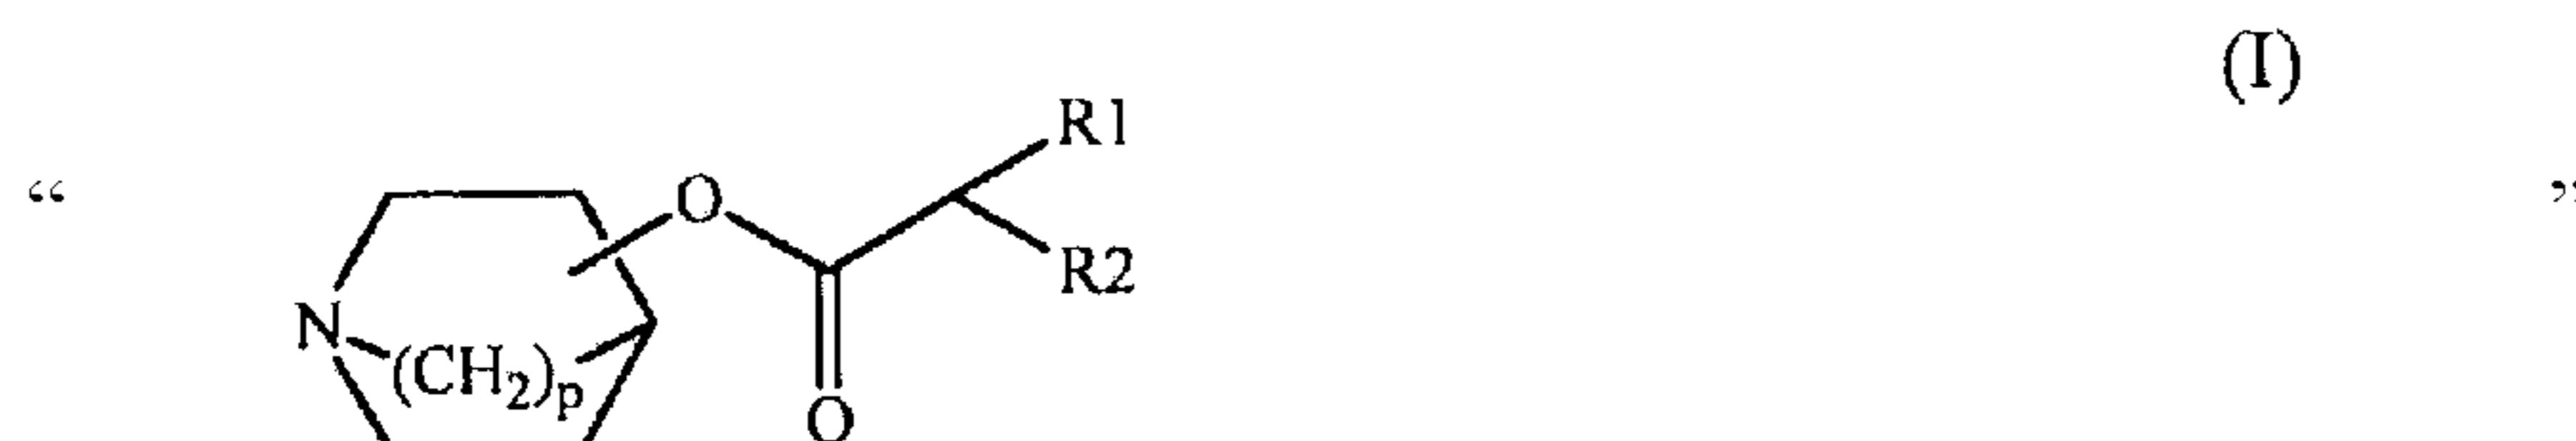 (I)
R1
“ O ”
R2
N
(CH2)p
O